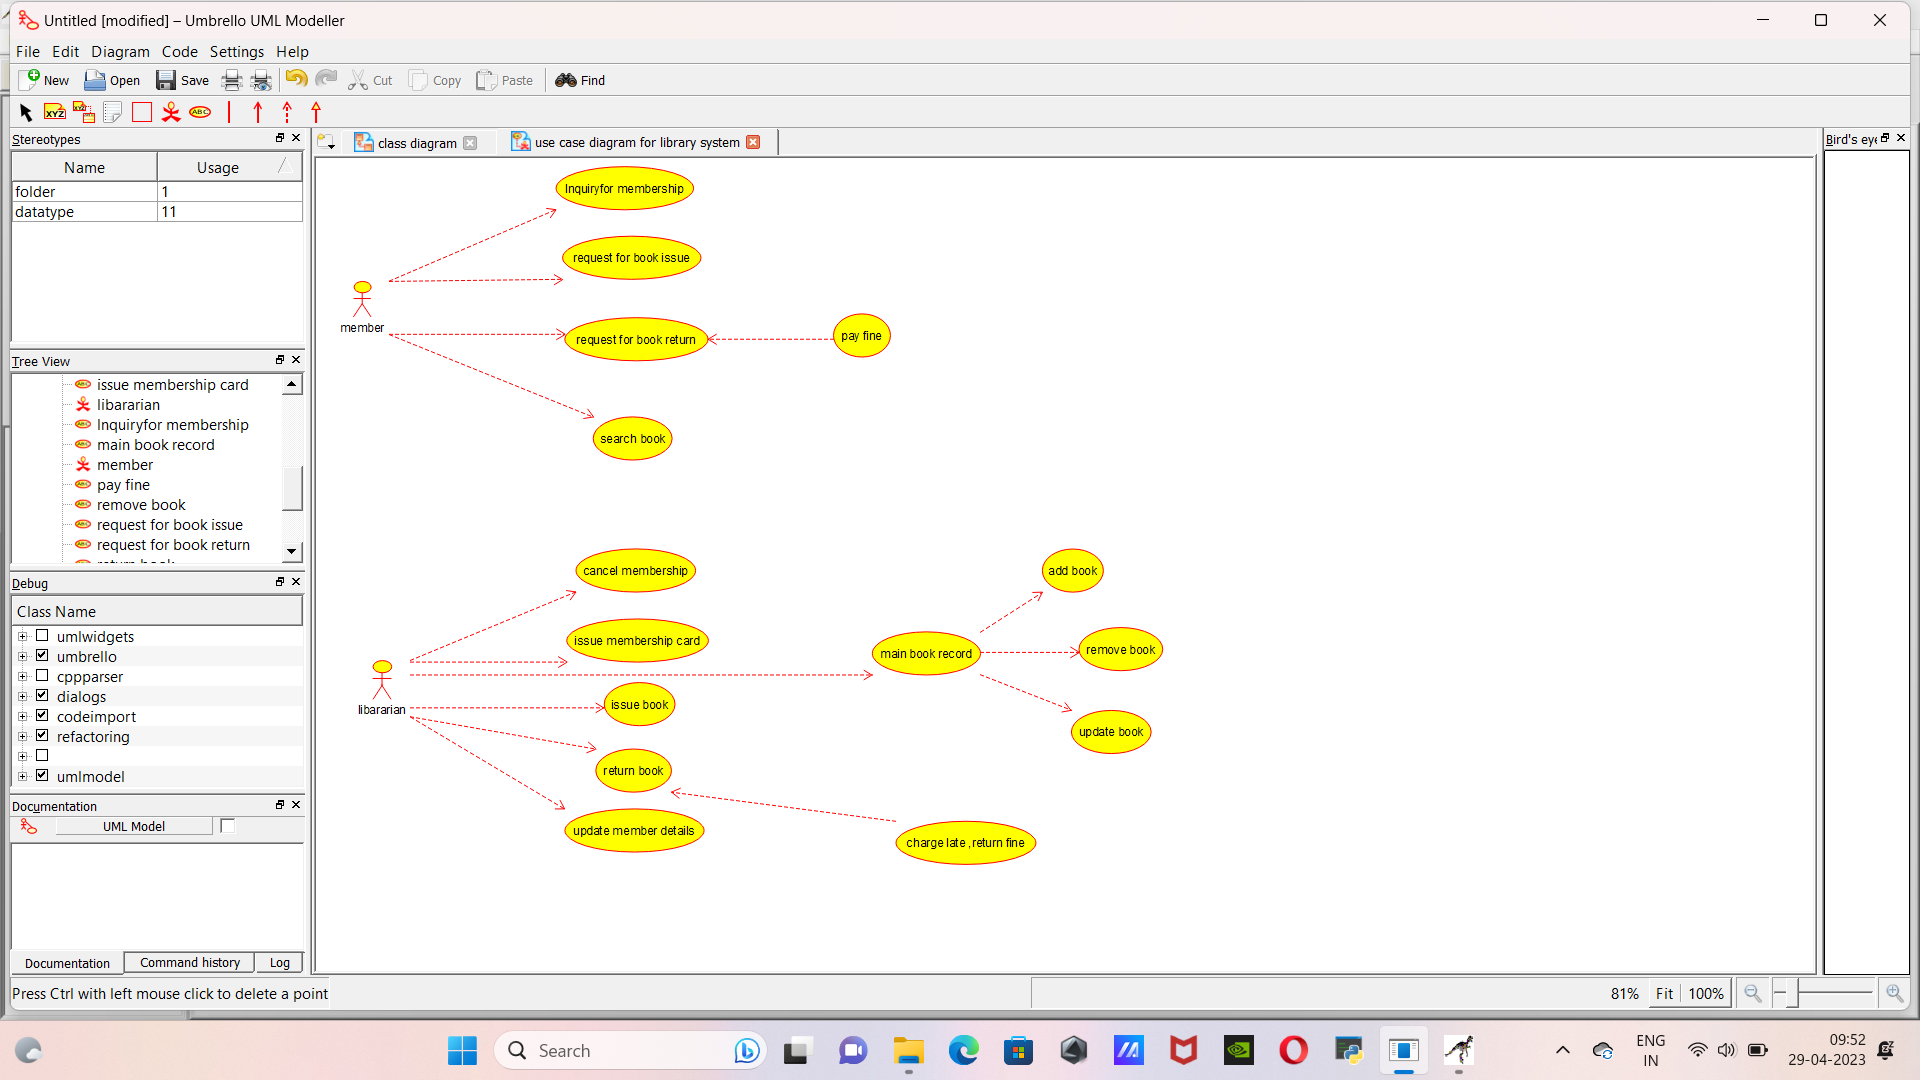 Untitled [modified] – Umbrello UML Modeller
File Edit Diagram Code Settings Help
New Open Save Cut Copy Paste Find
XYZ XYZ ABC
Stereotypes
Name Usage
folder 1
datatype 11
Tree View
issue membership card
libararian
Inquiryfor membership
main book record
member
pay fine
remove book
request for book issue
request for book return
Debug
Class Name
umlwidgets
umbrello
cppparser
dialogs
codeimport
refactoring
umlmodel
Documentation
UML Model
Documentation Command history Log
class diagram
use case diagram for library system
Bird's eye
Inquiryfor membership
request for book issue
member
request for book return
pay fine
search book
cancel membership
add book
issue membership card
main book record
remove book
libararian
issue book
update book
return book
update member details
charge late ,return fine
Press Ctrl with left mouse click to delete a point
81% Fit 100%
Search
ENG
IN
09:52
29-04-2023